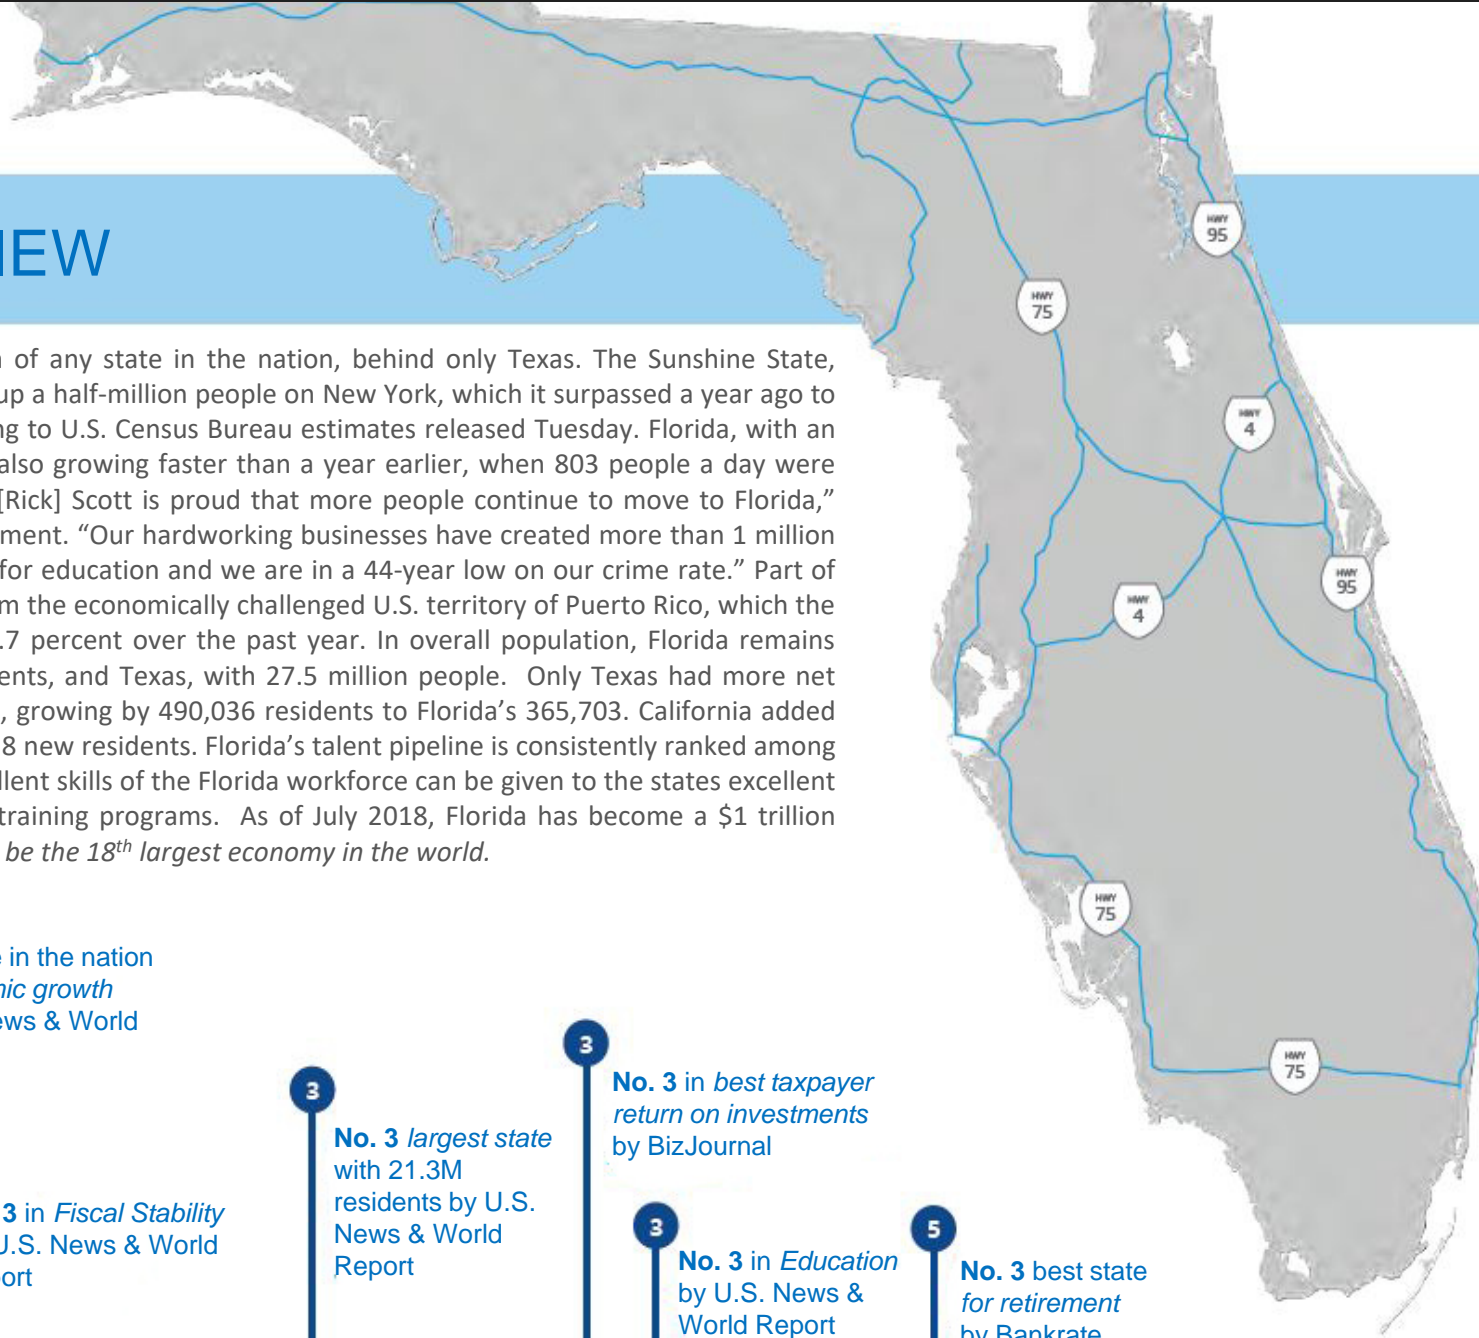 IEW
of any state in the nation, behind only Texas. The Sunshine State,
up a half-million people on New York, which it surpassed a year ago to
ng to U.S. Census Bureau estimates released Tuesday. Florida, with an
also growing faster than a year earlier, when 803 people a day were
[Rick] Scott is proud that more people continue to move to Florida,”
ment. “Our hardworking businesses have created more than 1 million
for education and we are in a 44-year low on our crime rate.” Part of
m the economically challenged U.S. territory of Puerto Rico, which the
.7 percent over the past year. In overall population, Florida remains
ents, and Texas, with 27.5 million people. Only Texas had more net
, growing by 490,036 residents to Florida’s 365,703. California added
8 new residents. Florida’s talent pipeline is consistently ranked among
llent skills of the Florida workforce can be given to the states excellent
training programs. As of July 2018, Florida has become a $1 trillion
be the 18th largest economy in the world.
HWY 95
HWY 75
HWY 4
HWY 95
HWY 4
HWY 75
HWY 75
e in the nation
mic growth
ews & World
3 in Fiscal Stability
U.S. News & World
ort
3
No. 3 largest state
with 21.3M
residents by U.S.
News & World
Report
3
No. 3 in best taxpayer
return on investments
by BizJournal
3
No. 3 in Education
by U.S. News &
World Report
5
No. 3 best state
for retirement
by Bankrate